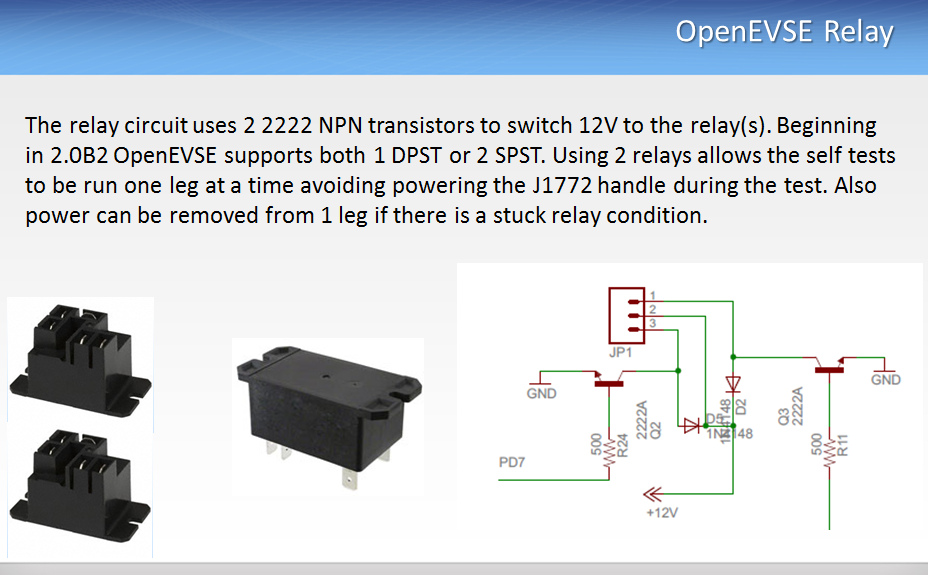 OpenEVSE Relay
The relay circuit uses 2 2222 NPN transistors to switch 12V to the relay(s). Beginning
in 2.0B2 OpenEVSE supports both 1 DPST or 2 SPST. Using 2 relays allows the self tests
to be run one leg at a time avoiding powering the J1772 handle during the test. Also
power can be removed from 1 leg if there is a stuck relay condition.
1
2
3
JP1
GND
GND
2222A
Q2
500
R24
D5
1N4148
1N4148
D2
Q3
2222A
500
R11
PD7
+12V